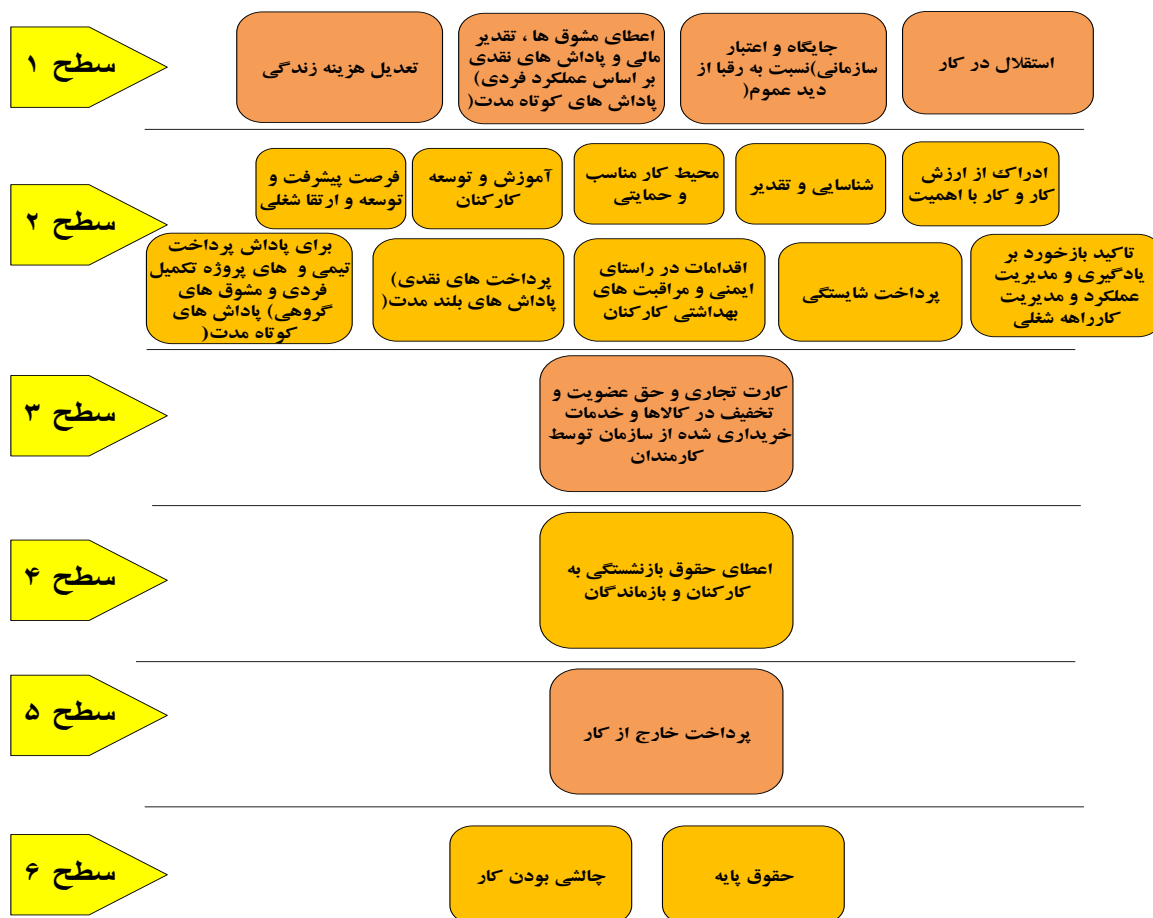 سطح ۱
استقلال در کار
جایگاه و اعتبار
سازمانی)نسبت به رقبا از
دید عموم(
اعطای مشوق ها ، تقدیر
مالی و پاداش های نقدی
بر اساس عملکرد فردی)
پاداش های کوتاه مدت(
تعدیل هزینه زندگی
سطح ۲
ادراک از ارزش
کار و کار با اهمیت
شناسایی و تقدیر
محیط کار مناسب
و حمایتی
آموزش و توسعه
کارکنان
فرصت پیشرفت و
توسعه و ارتقا شغلی
تاکید بازخورد بر
یادگیری و مدیریت
عملکرد و مدیریت
کارراهه شغلی
پرداخت شایستگی
اقدامات در راستای
ایمنی و مراقبت های
بهداشتی کارکنان
پرداخت های نقدی)
پاداش های بلند مدت(
برای پاداش پرداخت
تیمی و های پروژه تکمیل
فردی و مشوق های
گروهی) پاداش های
کوتاه مدت(
سطح ۳
کارت تجاری و حق عضویت و
تخفیف در کالاها و خدمات
خریداری شده از سازمان توسط
کارمندان
سطح ۴
اعطای حقوق بازنشستگی به
کارکنان و بازماندگان
سطح ۵
پرداخت خارج از کار
سطح ۶
حقوق پایه
چالشی بودن کار